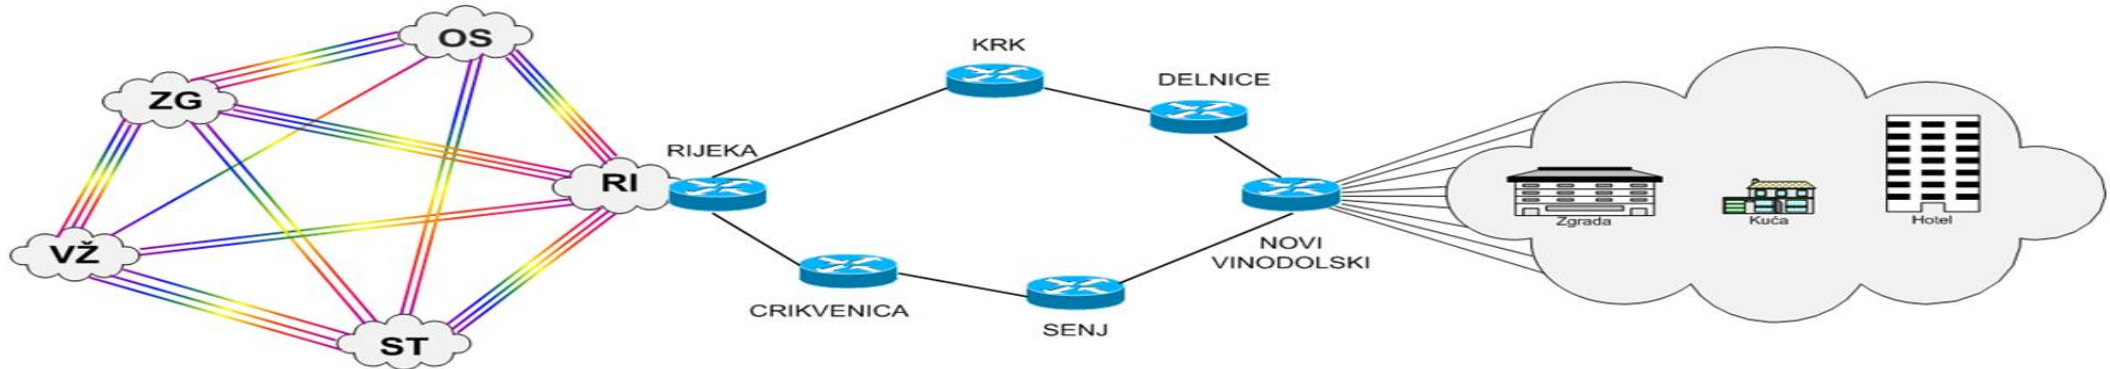 OS
ZG
VŽ
ST
RI
RIJEKA
KRK
DELNICE
CRIKVENICA
SENJ
NOVI
VINODOLSKI
Zgrada
Kuća
Hotel